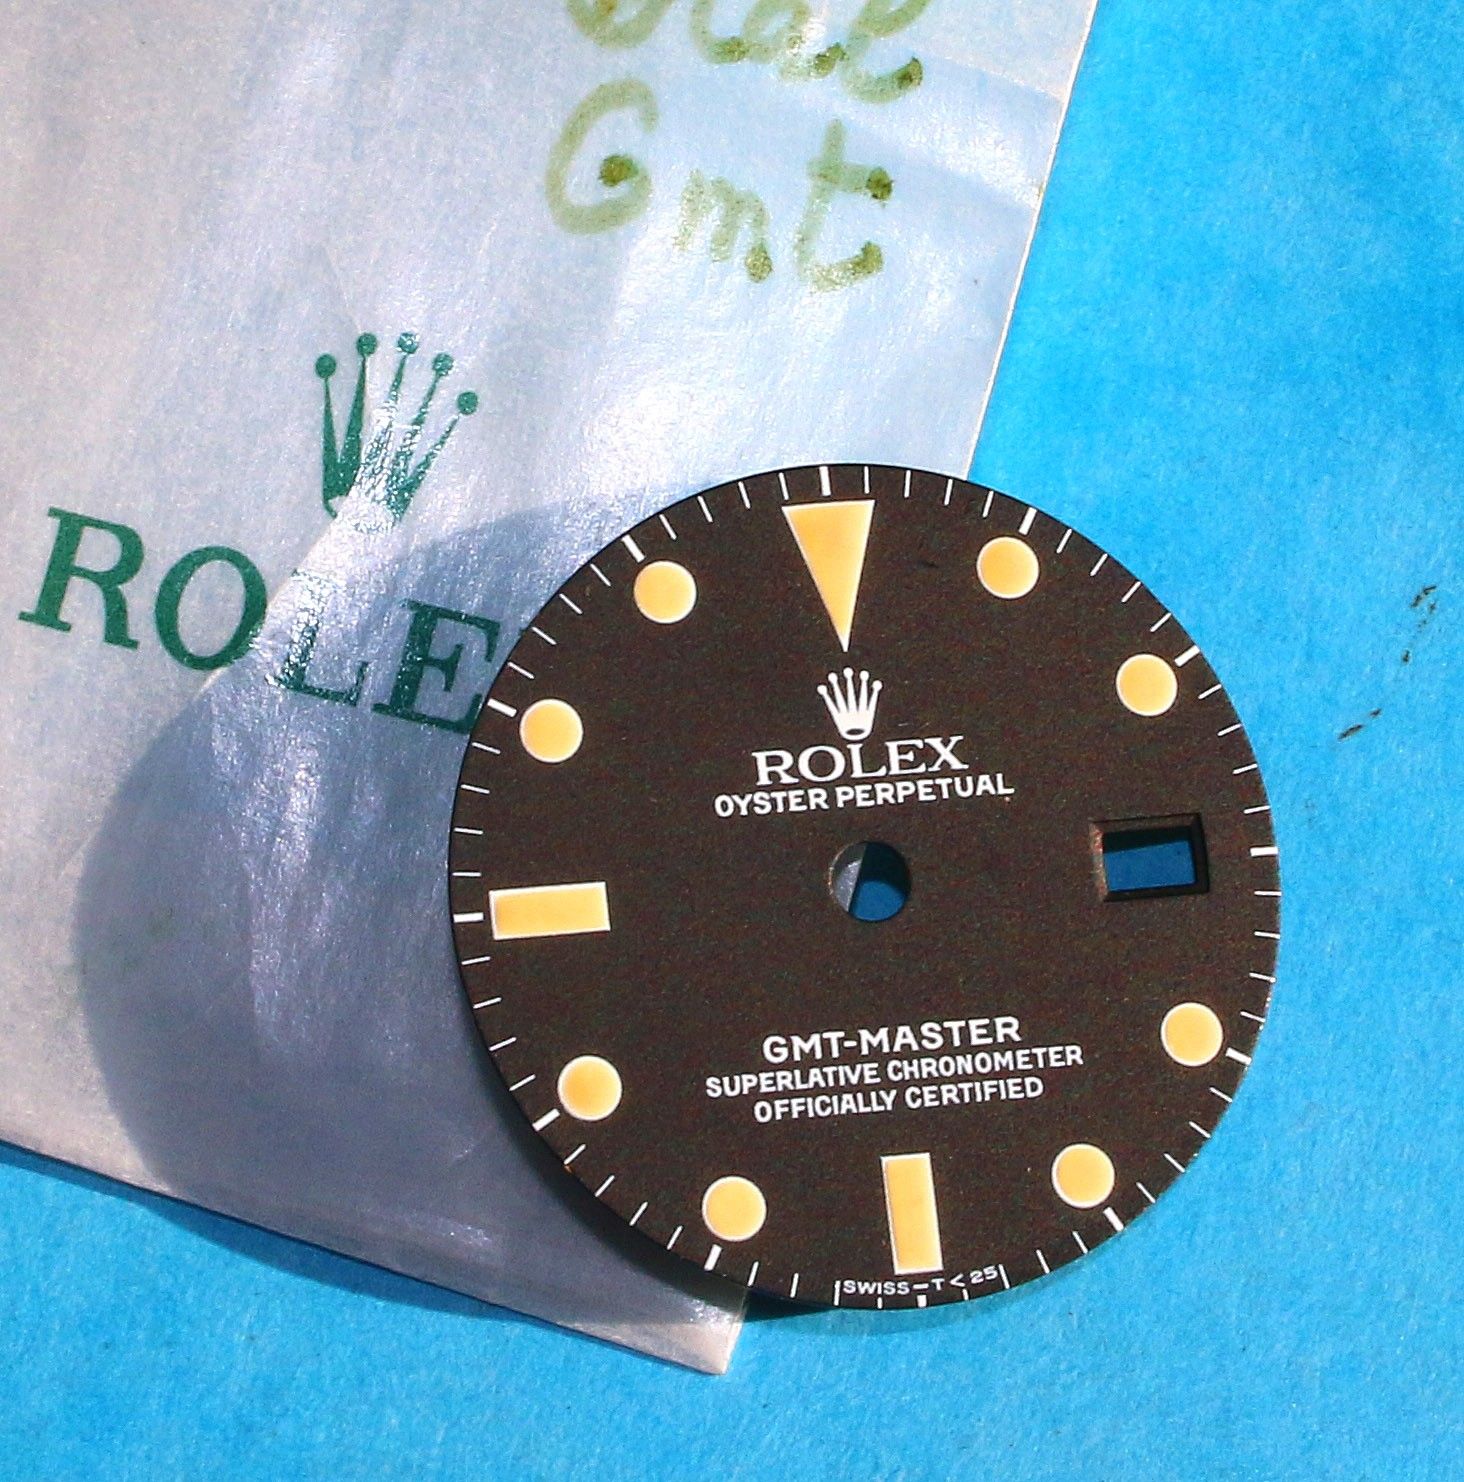 Dial
Gmt
ROLE
ROLEX
OYSTER PERPETUAL
GMT-MASTER
SUPERLATIVE CHRONOMETER
OFFICIALLY CERTIFIED
SWISS-T<25